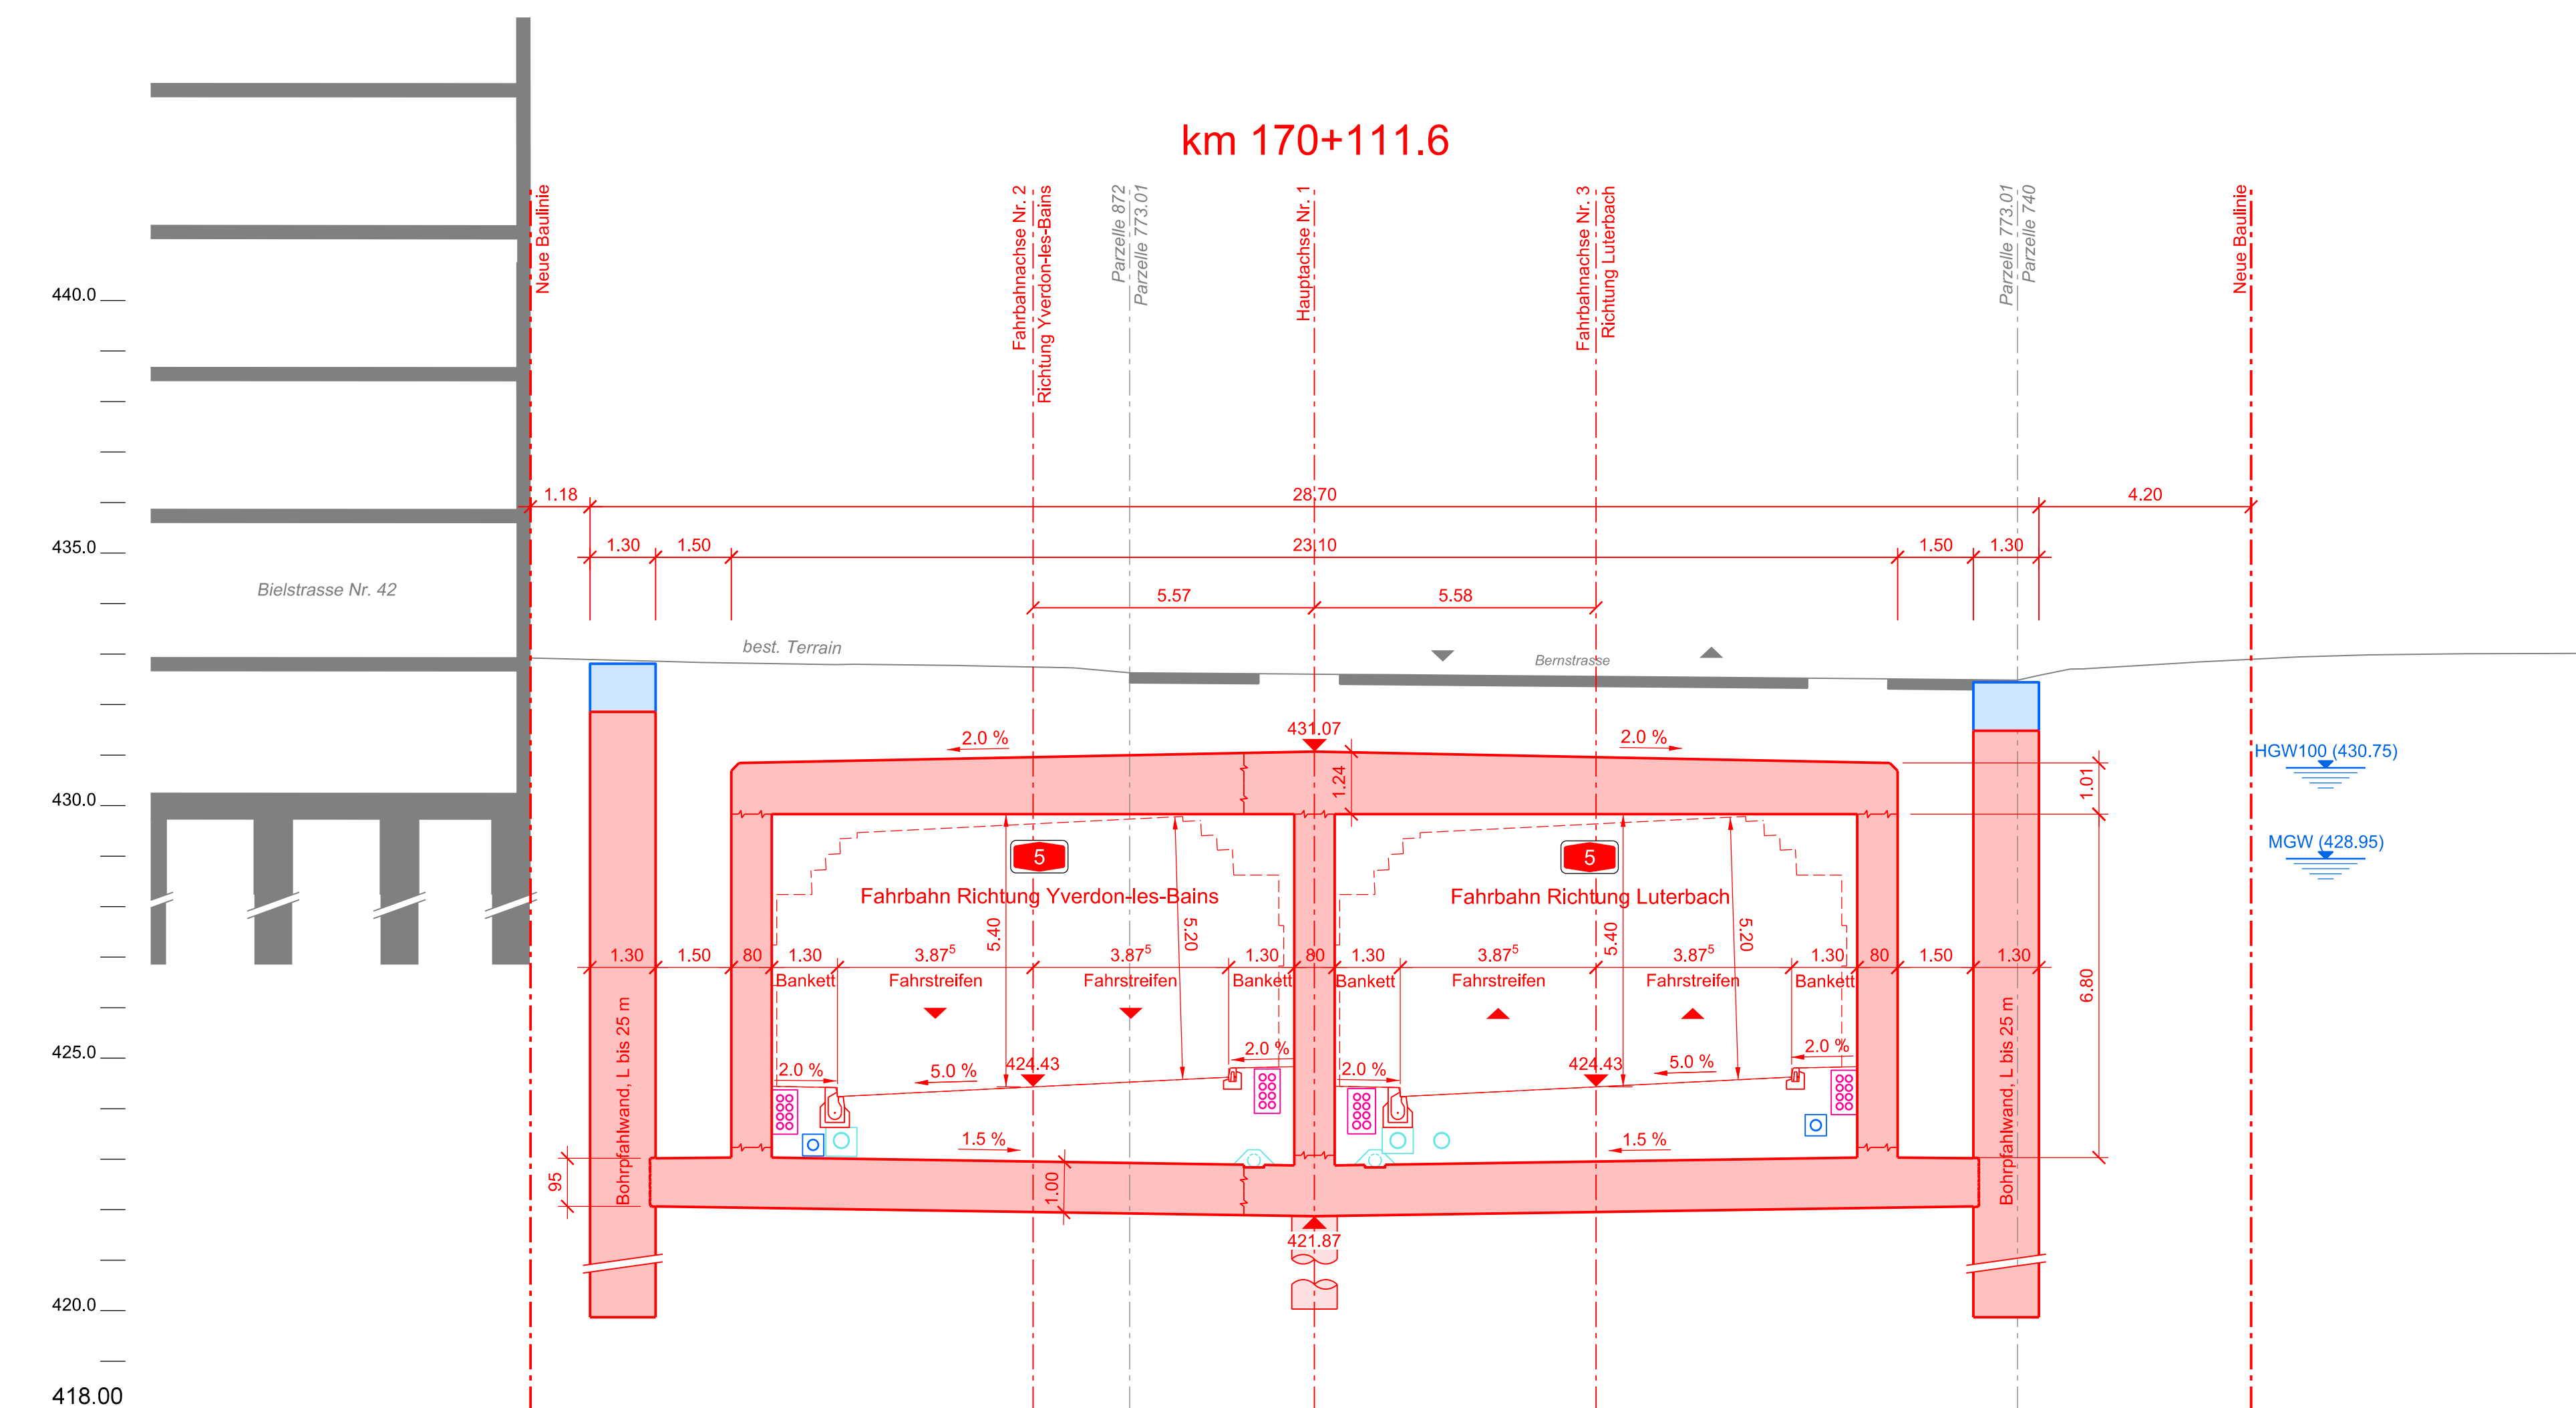 km 170+111.6
Neue Baulinie
Fahrbahnachse Nr. 2
Richtung Yverdon-les-Bains
Parzelle 872
Parzelle 773.01
Hauptachse Nr. 1
Fahrbahnachse Nr. 3
Richtung Luterbach
Parzelle 773.01
Parzelle 740
Neue Baulinie
440.0
435.0
430.0
425.0
420.0
418.00
1.18
28.70
4.20
1.30
1.50
23.10
1.50
1.30
5.57
5.58
Bielstrasse Nr. 42
best. Terrain
Bernstrasse
431.07
2.0 %
2.0 %
1.24
1.01
HGW100 (430.75)
MGW (428.95)
5
5
Fahrbahn Richtung Yverdon-les-Bains
Fahrbahn Richtung Luterbach
5.40
5.20
5.40
5.20
1.30
1.50
80
1.30
3.87⁵
3.87⁵
1.30
80
1.30
3.87⁵
3.87⁵
1.30
80
1.50
1.30
Bankett
Fahrstreifen
Fahrstreifen
Bankett
Bankett
Fahrstreifen
Fahrstreifen
Bankett
6.80
Bohrpfahlwand, L bis 25 m
Bohrpfahlwand, L bis 25 m
2.0 %
5.0 %
424.43
2.0 %
2.0 %
424.43
5.0 %
2.0 %
1.5 %
1.5 %
95
1.00
421.87